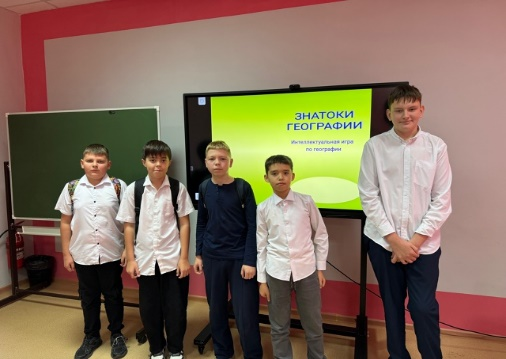 ЗНАТОКИ
ГЕОГРАФИИ
Интеллектуальная игра
по географии